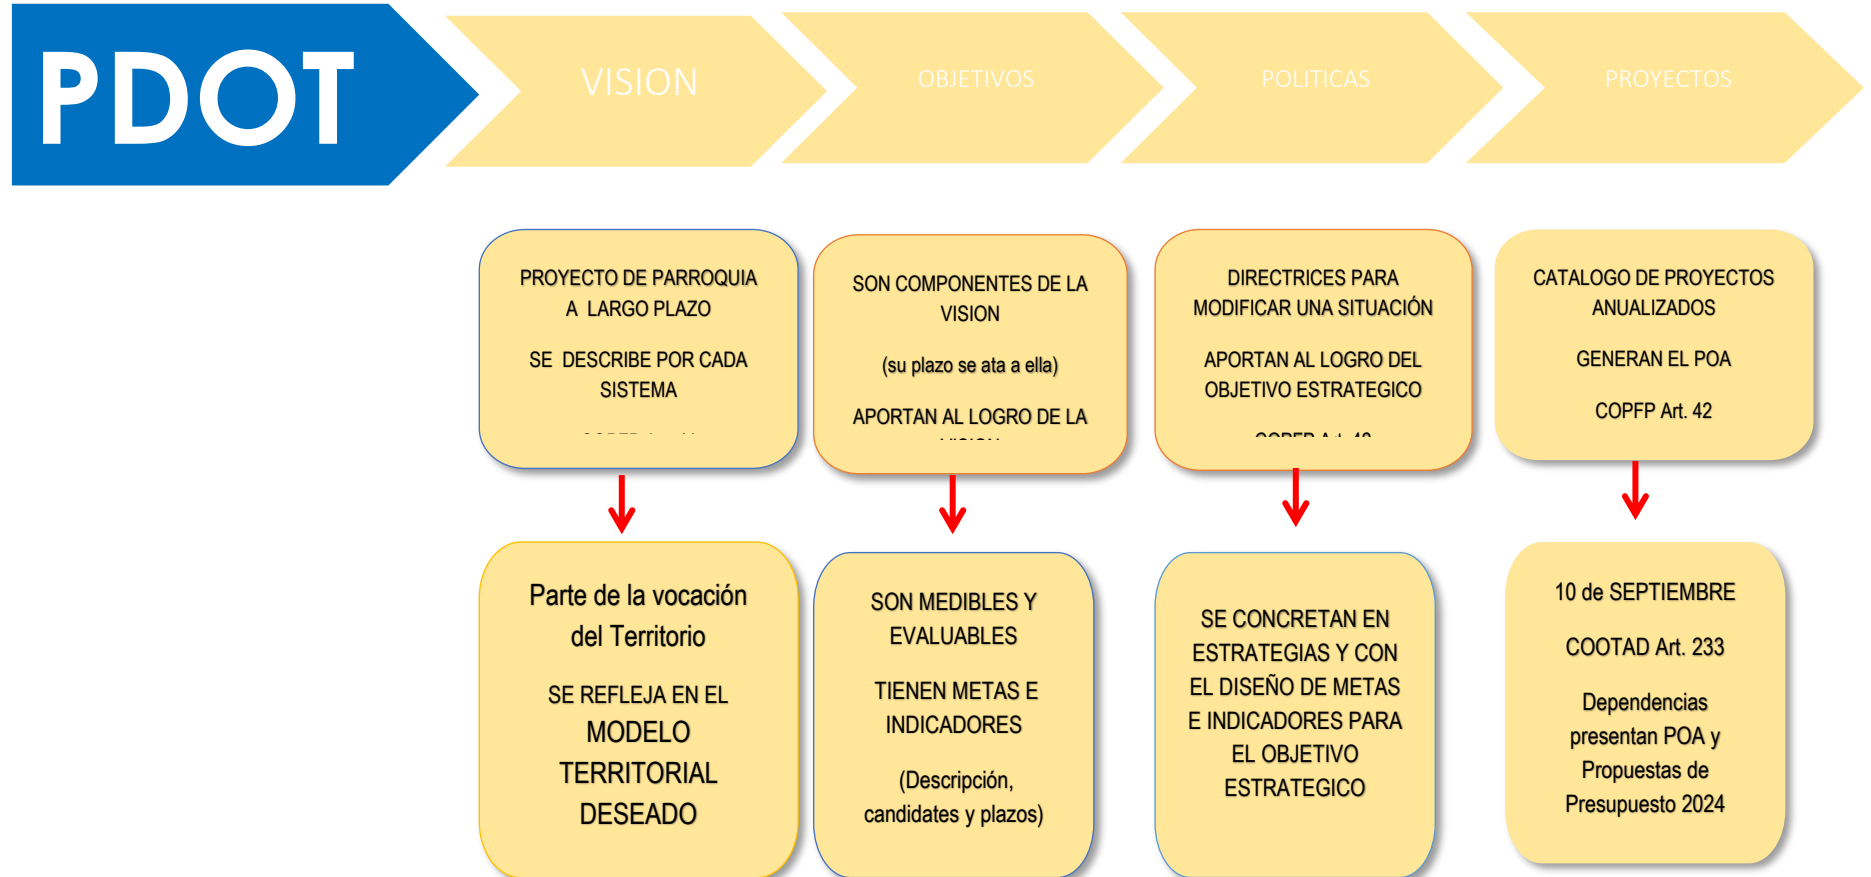 PDOT
VISION
OBJETIVOS
POLITICAS
PROYECTOS
PROYECTO DE PARROQUIA
A LARGO PLAZO
SE DESCRIBE POR CADA
SISTEMA
SON COMPONENTES DE LA
VISION
(su plazo se ata a ella)
APORTAN AL LOGRO DE LA
VISION
DIRECTRICES PARA
MODIFICAR UNA SITUACIÓN
APORTAN AL LOGRO DEL
OBJETIVO ESTRATEGICO
COPFP Art. 42
CATALOGO DE PROYECTOS
ANUALIZADOS
GENERAN EL POA
COPFP Art. 42
Parte de la vocación
del Territorio
SE REFLEJA EN EL
MODELO
TERRITORIAL
DESEADO
SON MEDIBLES Y
EVALUABLES
TIENEN METAS E
INDICADORES
(Descripción,
candidates y plazos)
SE CONCRETAN EN
ESTRATEGIAS Y CON
EL DISEÑO DE METAS
E INDICADORES PARA
EL OBJETIVO
ESTRATEGICO
10 de SEPTIEMBRE
COOTAD Art. 233
Dependencias
presentan POA y
Propuestas de
Presupuesto 2024